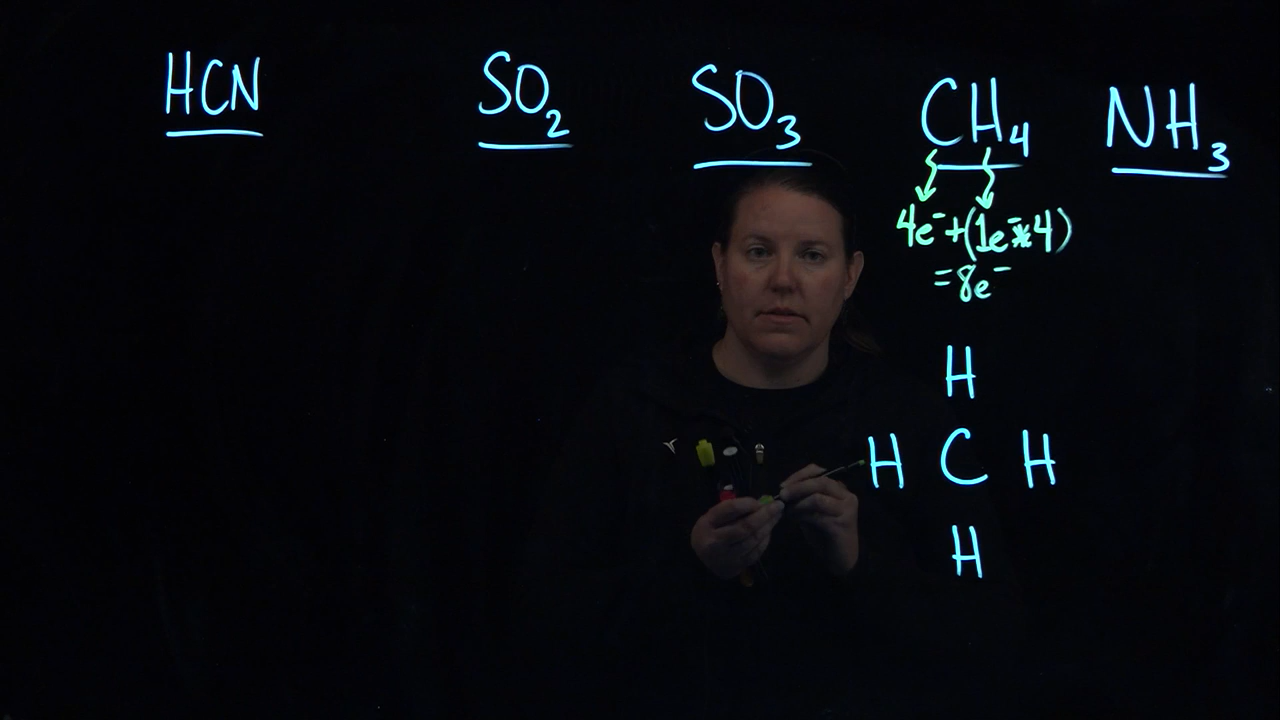 HCN SO₂ SO₃ CH₄ NH₃
4e⁻+(1e⁻*4)
=8e⁻
H
H C H
H